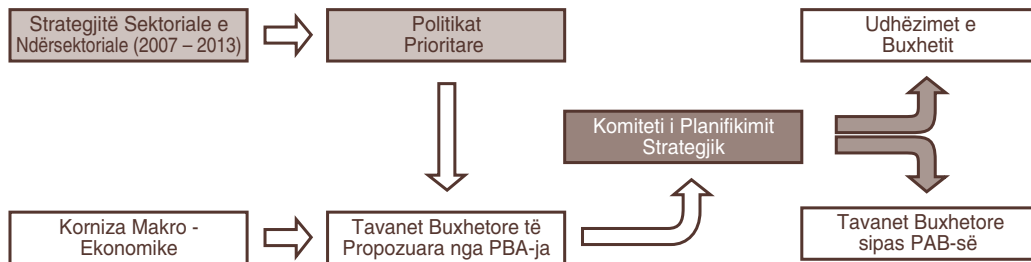 Strategjitë Sektoriale e
Ndërsektoriale (2007 – 2013)
Politikat
Prioritare
Udhëzimet e
Buxhetit
Komiteti i Planifikimit
Strategjik
Korniza Makro -
Ekonomike
Tavanet Buxhetore të
Propozuara nga PBA-ja
Tavanet Buxhetore
sipas PAB-së